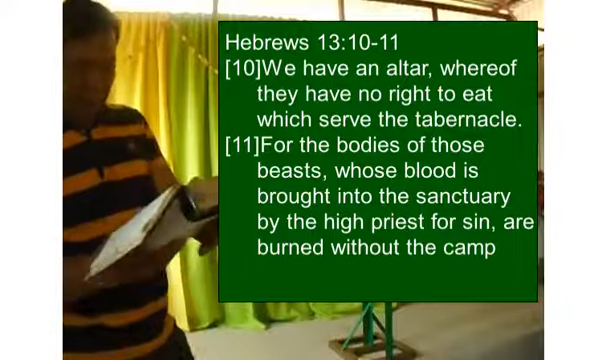 Hebrews 13:10-11
[10]We have an altar, whereof
they have no right to eat
which serve the tabernacle.
[11]For the bodies of those
beasts, whose blood is
brought into the sanctuary
by the high priest for sin, are
burned without the camp